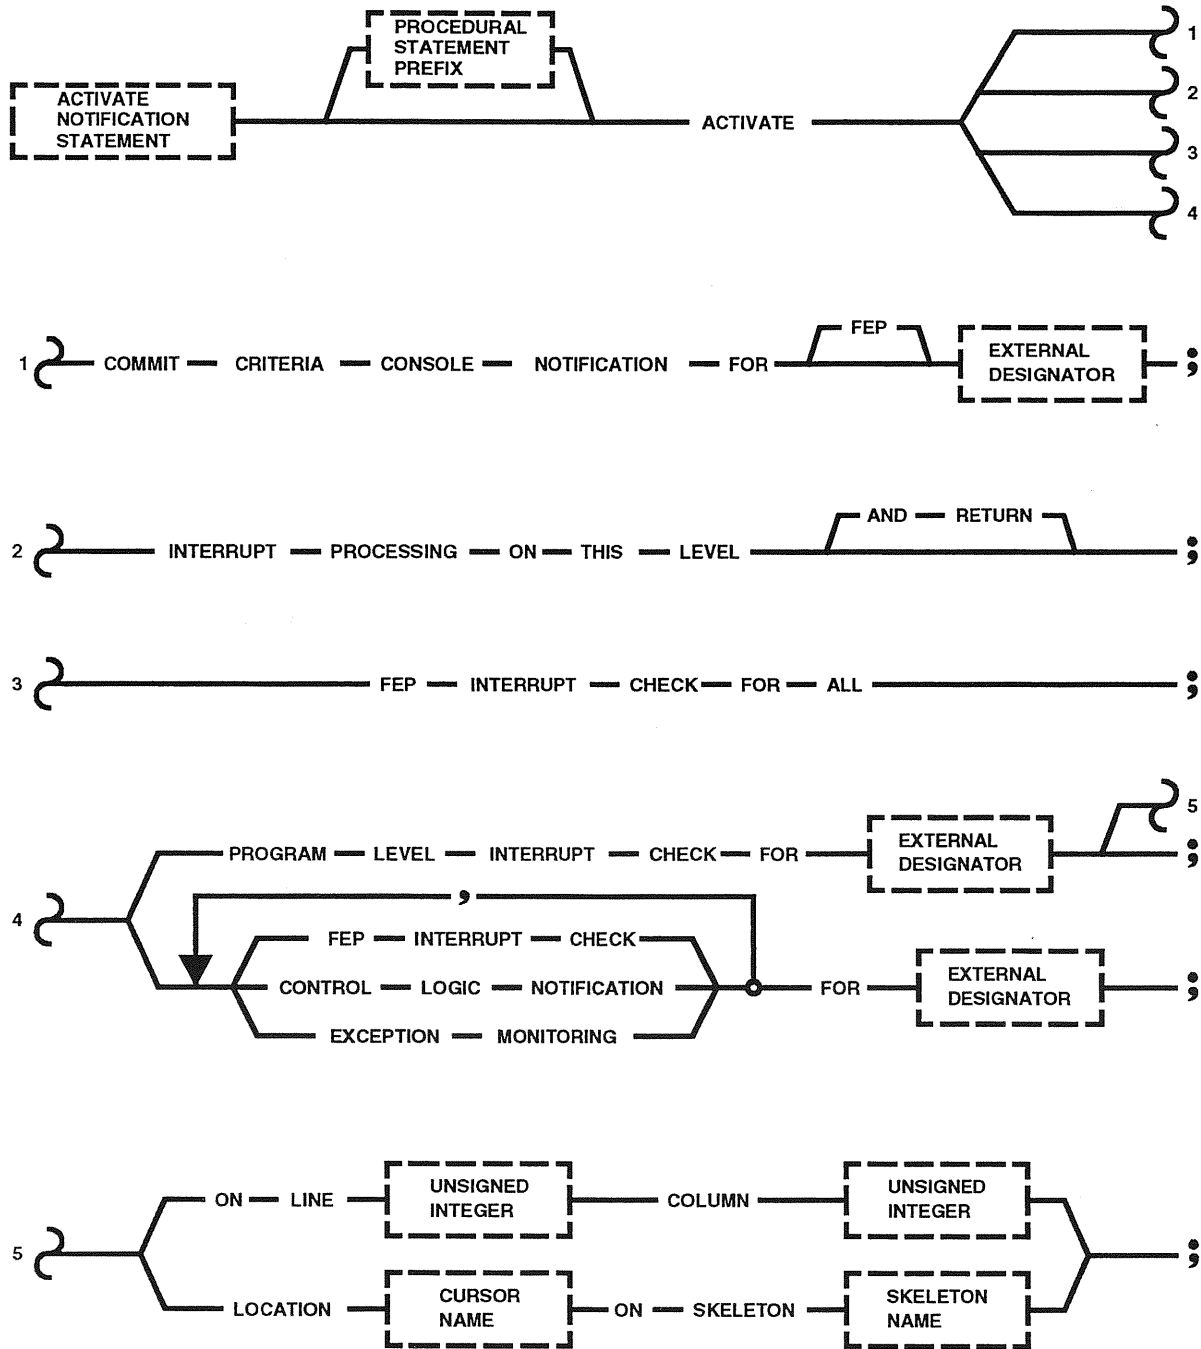 PROCEDURAL
STATEMENT
PREFIX
ACTIVATE
NOTIFICATION
STATEMENT
ACTIVATE
1
2
3
4
1 COMMIT CRITERIA CONSOLE NOTIFICATION FOR FEP EXTERNAL DESIGNATOR ;
2 INTERRUPT PROCESSING ON THIS LEVEL AND RETURN ;
3 FEP INTERRUPT CHECK FOR ALL ;
5
4 PROGRAM LEVEL INTERRUPT CHECK FOR EXTERNAL DESIGNATOR ;
,
FEP INTERRUPT CHECK
CONTROL LOGIC NOTIFICATION FOR EXTERNAL DESIGNATOR ;
EXCEPTION MONITORING
5 ON LINE UNSIGNED INTEGER COLUMN UNSIGNED INTEGER ;
LOCATION CURSOR NAME ON SKELETON SKELETON NAME